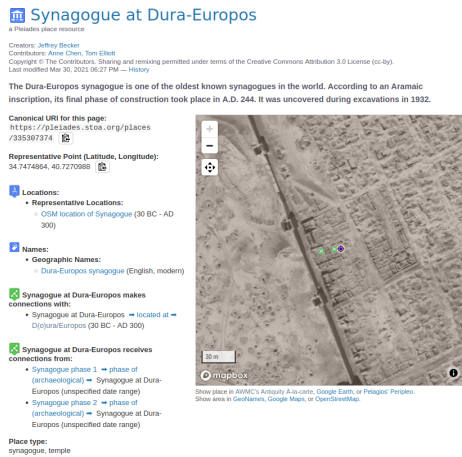 Synagogue at Dura-Europos
a Pleiades place resource
Creators: Jeffrey Becker
Contributors: Anne Chen, Tom Elliott
Copyright © The Contributors. Sharing and remixing permitted under terms of the Creative Commons Attribution 3.0 License (cc-by).
Last modified Mar 30, 2021 06:27 PM — History
The Dura-Europos synagogue is one of the oldest known synagogues in the world. According to an Aramaic
inscription, its final phase of construction took place in A.D. 244. It was uncovered during excavations in 1932.
Canonical URI for this page:
https://pleiades.stoa.org/places
/335307374
Representative Point (Latitude, Longitude):
34.7474864, 40.7270988
Locations:
• Representative Locations:
○ OSM location of Synagogue (30 BC - AD
300)
Names:
• Geographic Names:
○ Dura-Europos synagogue (English, modern)
Synagogue at Dura-Europos makes
connections with:
• Synagogue at Dura-Europos ➡ located at ➡
D(o)ura/Europos (30 BC - AD 300)
Synagogue at Dura-Europos receives
connections from:
• Synagogue phase 1 ➡ phase of
(archaeological) ➡ Synagogue at Dura-
Europos (unspecified date range)
• Synagogue phase 2 ➡ phase of
(archaeological) ➡ Synagogue at Dura-
Europos (unspecified date range)
Place type:
synagogue, temple
+
−
30 m
mapbox
Show place in AWMC's Antiquity À-la-carte, Google Earth, or Pelagios' Peripleo.
Show area in GeoNames, Google Maps, or OpenStreetMap.